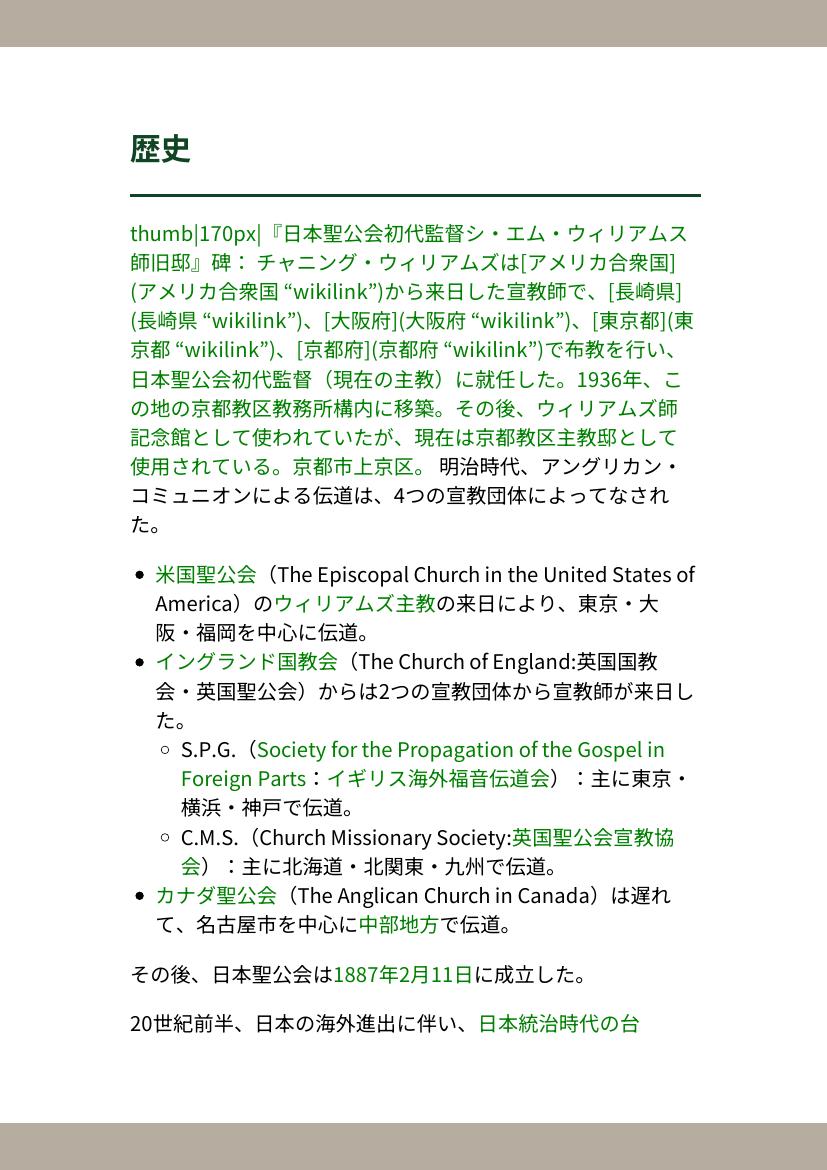 歴史
thumb|170px|『日本聖公会初代監督シ・エム・ウィリアムス
師旧邸』碑： チャニング・ウィリアムズは[アメリカ合衆国]
(アメリカ合衆国 “wikilink”)から来日した宣教師で、[長崎県]
(長崎県 “wikilink”)、[大阪府](大阪府 “wikilink”)、[東京都](東
京都 “wikilink”)、[京都府](京都府 “wikilink”)で布教を行い、
日本聖公会初代監督（現在の主教）に就任した。1936年、こ
の地の京都教区教務所構内に移築。その後、ウィリアムズ師
記念館として使われていたが、現在は京都教区主教邸として
使用されている。京都市上京区。 明治時代、アングリカン・
コミュニオンによる伝道は、4つの宣教団体によってなされ
た。
• 米国聖公会（The Episcopal Church in the United States of
America）のウィリアムズ主教の来日により、東京・大
阪・福岡を中心に伝道。
• イングランド国教会（The Church of England:英国国教
会・英国聖公会）からは2つの宣教団体から宣教師が来日し
た。
◦ S.P.G.（Society for the Propagation of the Gospel in
Foreign Parts：イギリス海外福音伝道会）：主に東京・
横浜・神戸で伝道。
◦ C.M.S.（Church Missionary Society:英国聖公会宣教協
会）：主に北海道・北関東・九州で伝道。
• カナダ聖公会（The Anglican Church in Canada）は遅れ
て、名古屋市を中心に中部地方で伝道。
その後、日本聖公会は1887年2月11日に成立した。
20世紀前半、日本の海外進出に伴い、日本統治時代の台